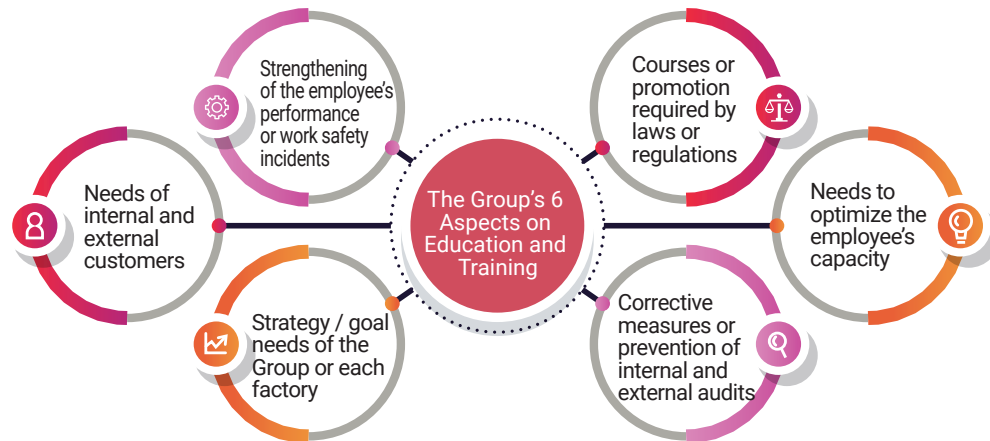 Strengthening
of the employee's
performance
or work safety
incidents
Courses or
promotion
required by
laws or
regulations
Needs of
internal and
external
customers
The Group's 6
Aspects on
Education and
Training
Needs to
optimize the
employee's
capacity
Strategy / goal
needs of the
Group or each
factory
Corrective
measures or
prevention of
internal and
external audits